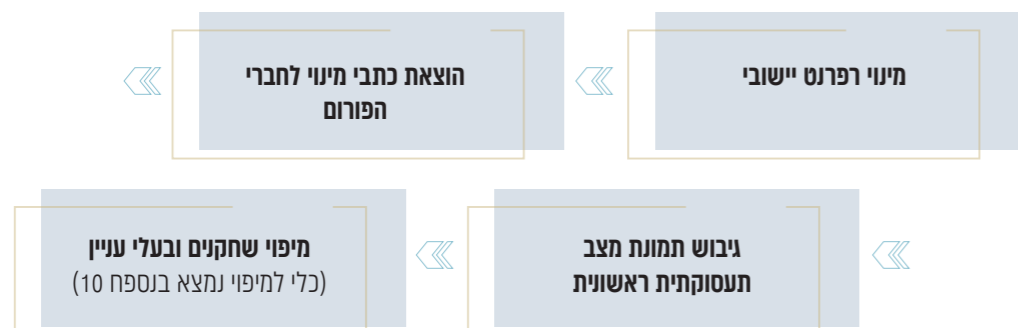 מינוי רפרנט יישובי
הוצאת כתבי מינוי לחברי
הפורום
גיבוש תמונת מצב
תעסוקתית ראשונית
מיפוי שחקנים ובעלי עניין
(כלי למיפוי נמצא בנספח 10)